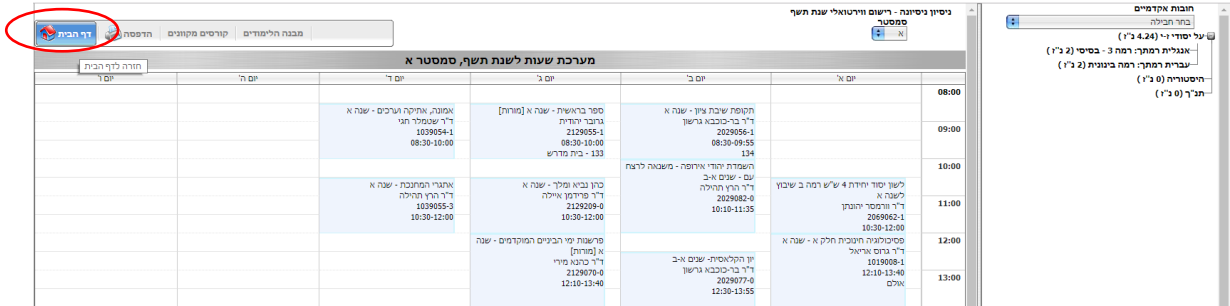 חובות אקדמיים
בחר חבילה
על יסודי ז-י (4.24 נ"ז )
אנגלית רמתך: רמה 3 - בסיסי (2 נ"ז )
עברית רמתך: רמה בינונית (2 נ"ז )
היסטוריה (0 נ"ז )
תנ"ך (0 נ"ז )
ניסיון ניסיונה - רישום ווירטואלי שנת תשף
סמסטר
א
מבנה הלימודים
קורסים מקוונים
הדפסה
דף הבית
חזרה לדף הבית
מערכת שעות לשנת תשף, סמסטר א
יום א'
יום ב'
יום ג'
יום ד'
יום ה'
יום ו'
08:00
09:00
10:00
11:00
12:00
13:00
לשון יסוד יחידת 4 ש"ש רמה ב שיבוץ
לשנה א
ד"ר וורמסר יהונתן
2069062-1
10:30-12:00
פסיכולוגיה חינוכית חלק א - שנה א
ד"ר גרוס אריאל
1019008-1
12:10-13:40
אולם
תקופת שיבת ציון - שנה א
ד"ר בר-כוכבא גרשון
2029056-1
08:30-09:55
134
השמדת יהודי אירופה - משנאה לרצח
עם - שנים א-ב
ד"ר הרץ תהילה
2029082-0
10:10-11:35
יון הקלאסית- שנים א-ב
ד"ר בר-כוכבא גרשון
2029077-0
12:30-13:55
ספר בראשית - שנה א [מורות]
גרובר יהודית
2129055-1
08:30-10:00
133 - בית מדרש
כהן נביא ומלך - שנה א
ד"ר פרידמן איילה
2129209-0
10:30-12:00
פרשנות ימי הביניים המוקדמים - שנה
א [מורות]
ד"ר כהנא מירי
2129070-0
12:10-13:40
אמונה, אתיקה וערכים - שנה א
ד"ר שטמלר חגי
1039054-1
08:30-10:00
אתגרי המחנכת - שנה א
ד"ר הרץ תהילה
1039055-3
10:30-12:00